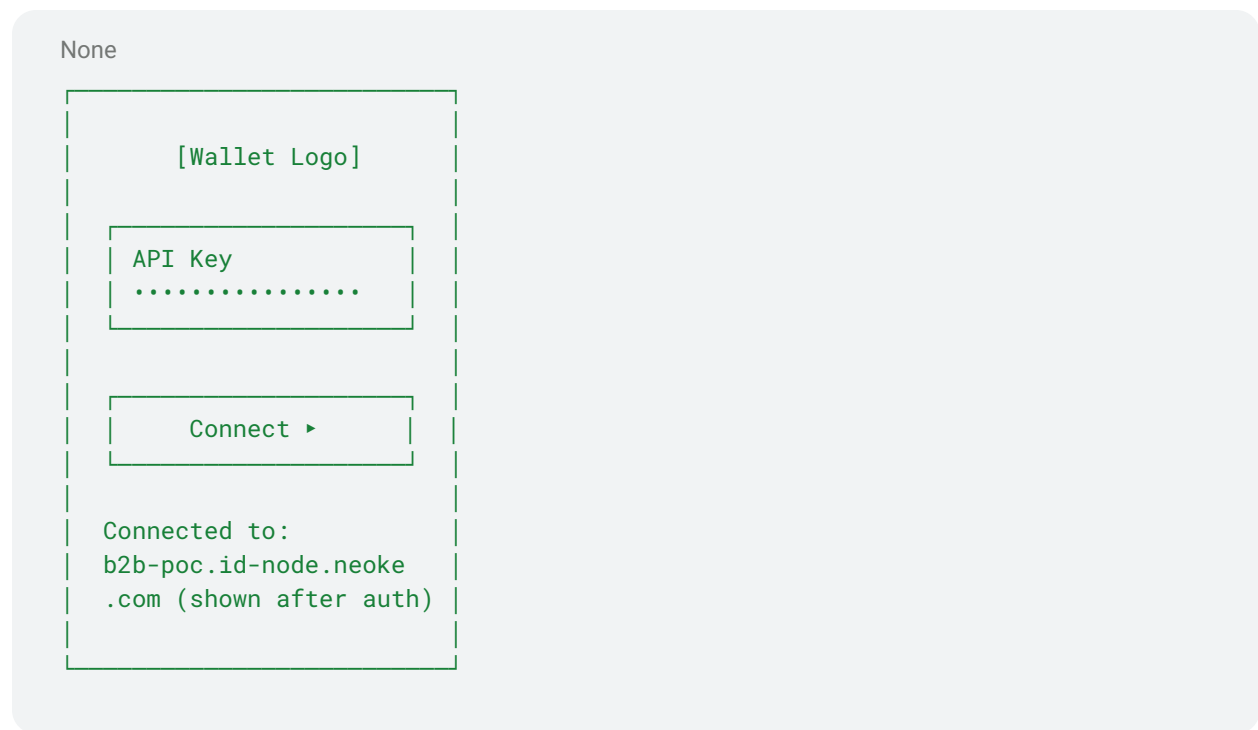 None
[Wallet Logo]
API Key
••••••••••••••••
Connect ▸
Connected to:
b2b-poc.id-node.neoke
.com (shown after auth)